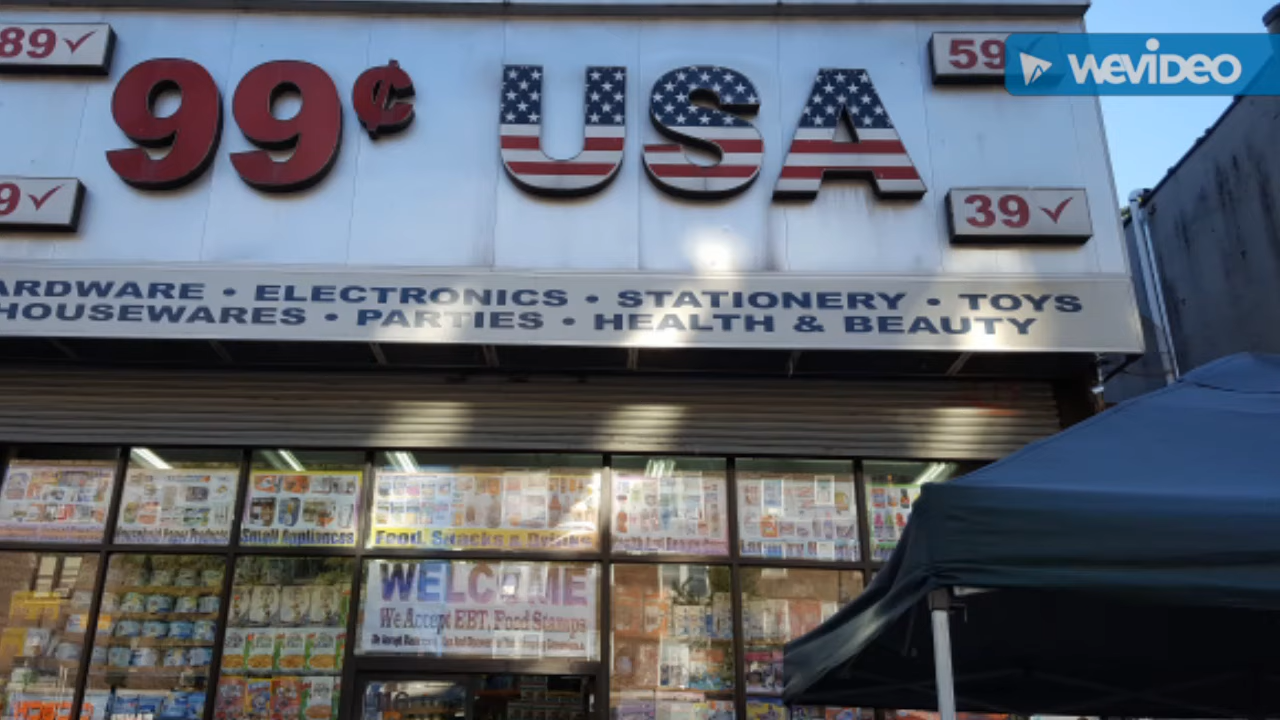 89✓
99¢ USA
59
WEVIDEO
9✓
39✓
ARDWARE • ELECTRONICS • STATIONERY • TOYS
HOUSEWARES • PARTIES • HEALTH & BEAUTY
Small Appliances
Food, Snacks & Drinks
WELCOME
We Accept EBT, Food Stamps